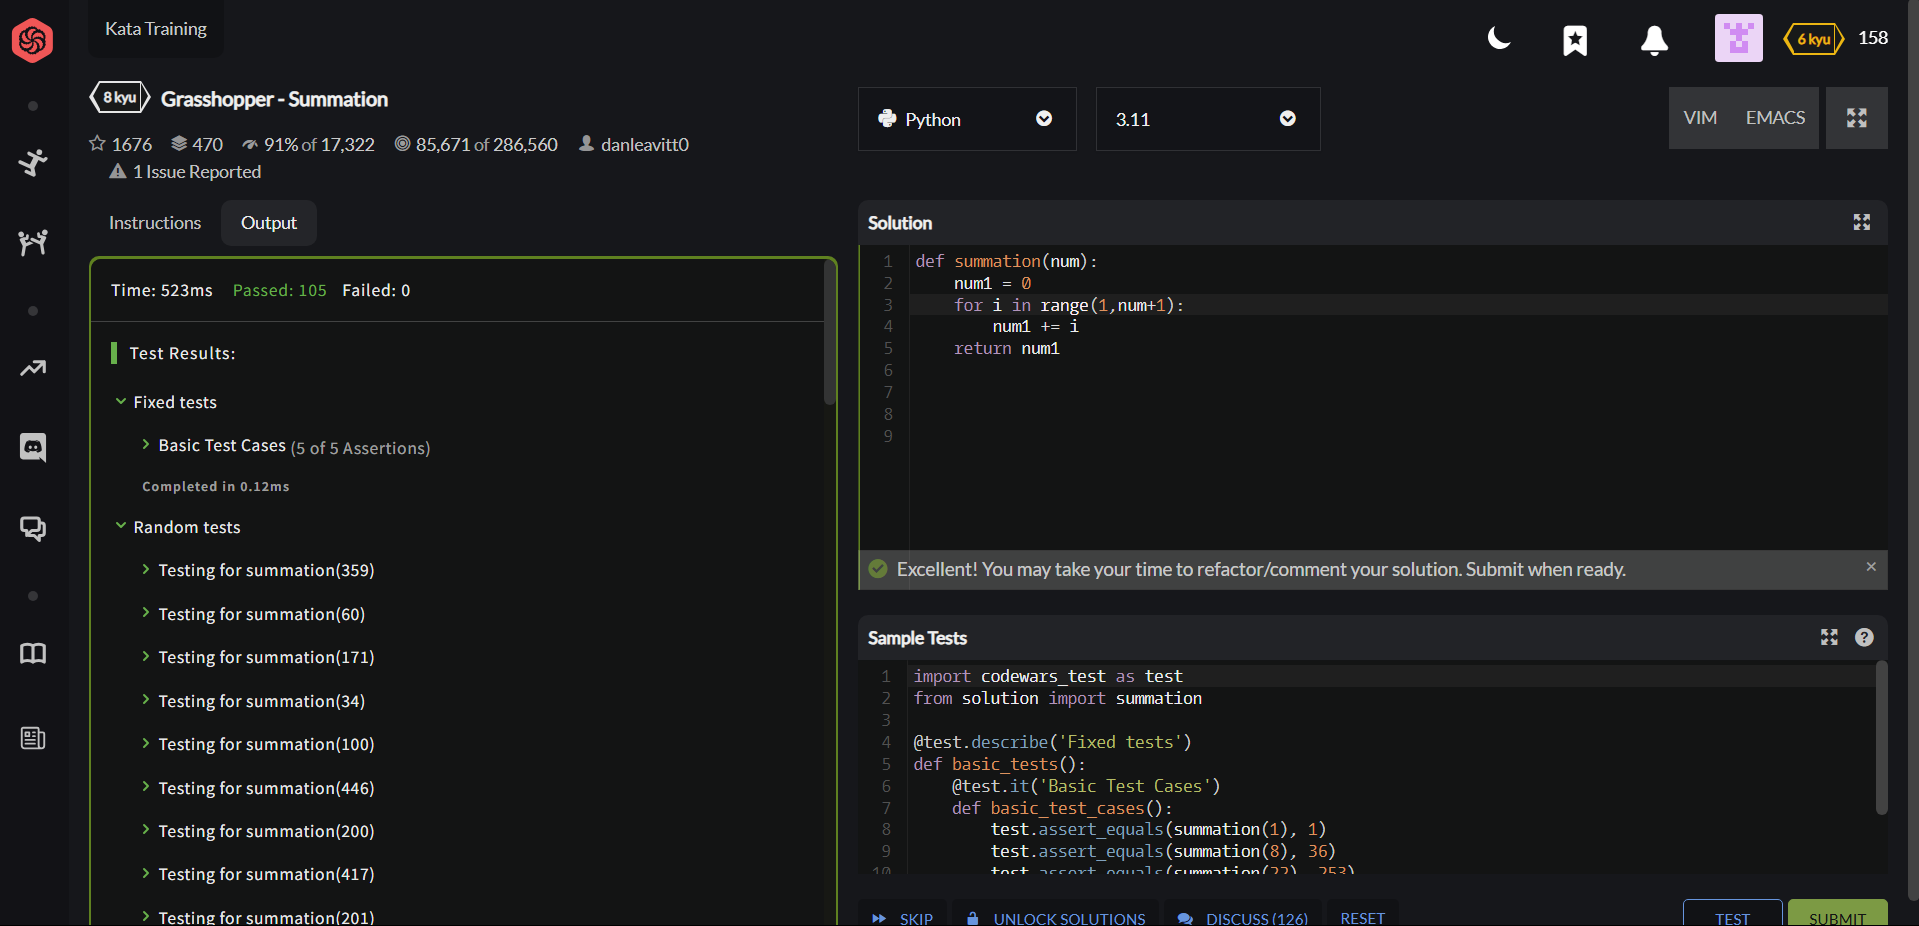 Kata Training
6 kyu 158
8 kyu Grasshopper - Summation
1676 470 91% of 17,322 85,671 of 286,560 danleavitt0
1 Issue Reported
Python 3.11 VIM EMACS
Instructions Output
Time: 523ms Passed: 105 Failed: 0
Test Results:
Fixed tests
Basic Test Cases (5 of 5 Assertions)
Completed in 0.12ms
Random tests
Testing for summation(359)
Testing for summation(60)
Testing for summation(171)
Testing for summation(34)
Testing for summation(100)
Testing for summation(446)
Testing for summation(200)
Testing for summation(417)
Testing for summation(201)
Solution
1 def summation(num):
2 num1 = 0
3 for i in range(1,num+1):
4 num1 += i
5 return num1
6
7
8
9
Excellent! You may take your time to refactor/comment your solution. Submit when ready. ×
Sample Tests
1 import codewars_test as test
2 from solution import summation
3
4 @test.describe('Fixed tests')
5 def basic_tests():
6 @test.it('Basic Test Cases')
7 def basic_test_cases():
8 test.assert_equals(summation(1), 1)
9 test.assert_equals(summation(8), 36)
10 test.assert_equals(summation(22), 253)
SKIP UNLOCK SOLUTIONS DISCUSS (126) RESET TEST SUBMIT